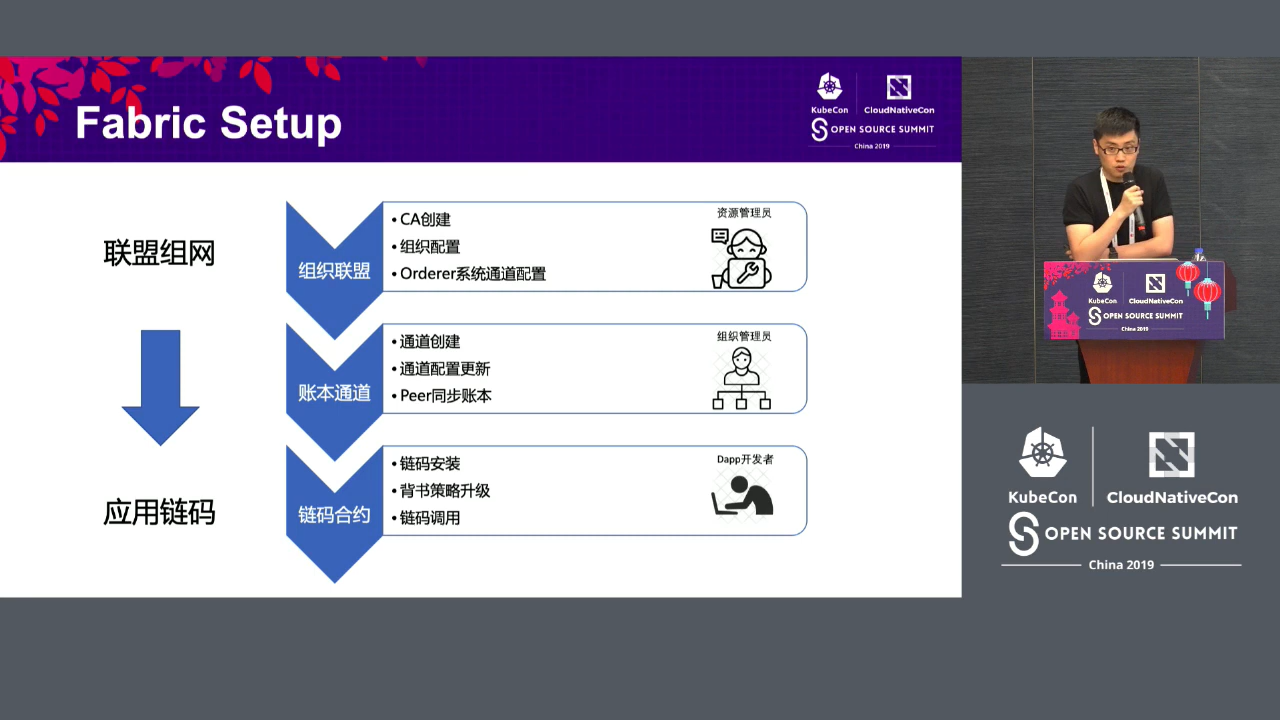 Fabric Setup
KubeCon
CloudNativeCon
OPEN SOURCE SUMMIT
China 2019
联盟组网
应用链码
组织联盟
•CA创建
•组织配置
•Orderer系统通道配置
资源管理员
账本通道
•通道创建
•通道配置更新
•Peer同步账本
组织管理员
链码合约
•链码安装
•背书策略升级
•链码调用
Dapp开发者
KubeCon
CloudNativeCon
OPEN SOURCE SUMMIT
China 2019
KubeCon
CloudNativeCon
OPEN SOURCE SUMMIT
China 2019